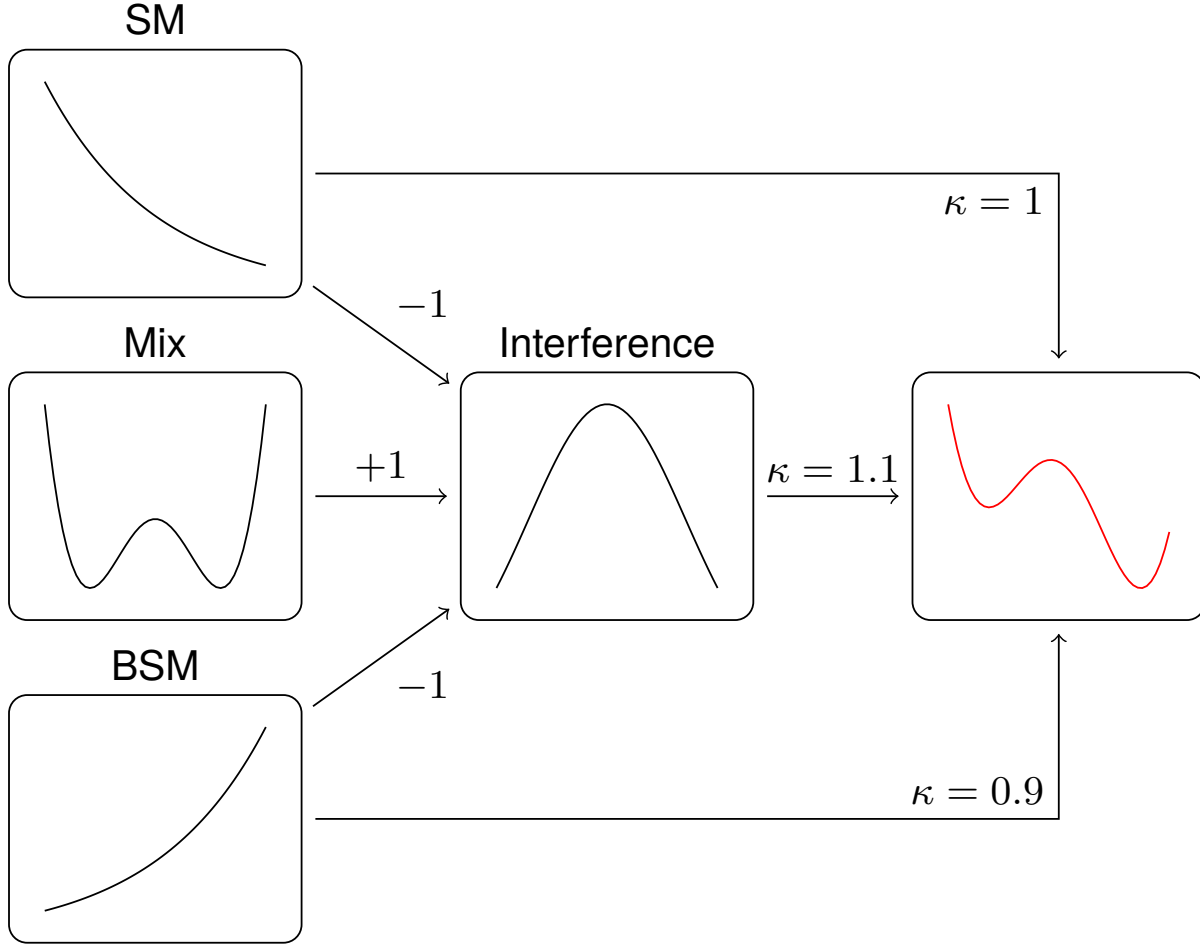 SM
κ = 1
−1
Mix
Interference
+1
κ = 1.1
BSM
−1
κ = 0.9